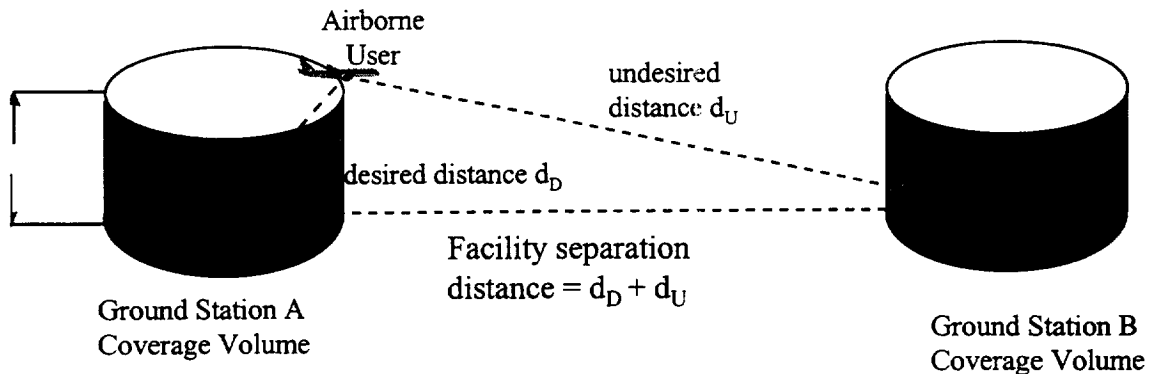 Airborne
User
undesired
distance d_U
desired distance d_D
Facility separation
distance = d_D + d_U
Ground Station A
Coverage Volume
Ground Station B
Coverage Volume